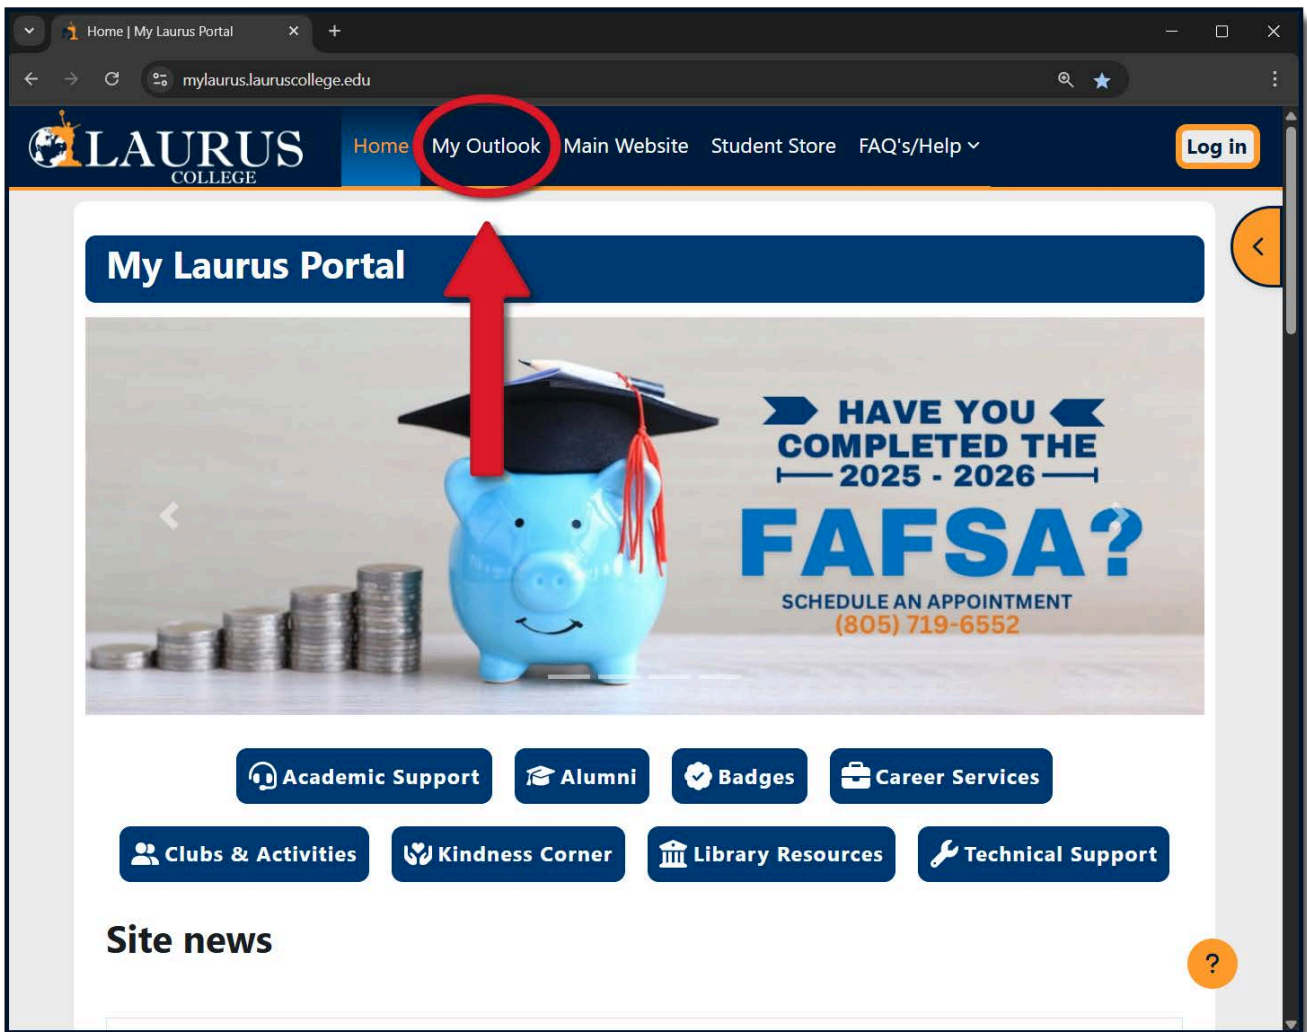 Home | My Laurus Portal
mylaurus.lauruscollege.edu
LAURUS
COLLEGE
Home My Outlook Main Website Student Store FAQ's/Help
Log in
My Laurus Portal
HAVE YOU
COMPLETED THE
2025 - 2026
FAFSA?
SCHEDULE AN APPOINTMENT
(805) 719-6552
Academic Support Alumni Badges Career Services
Clubs & Activities Kindness Corner Library Resources Technical Support
Site news
?